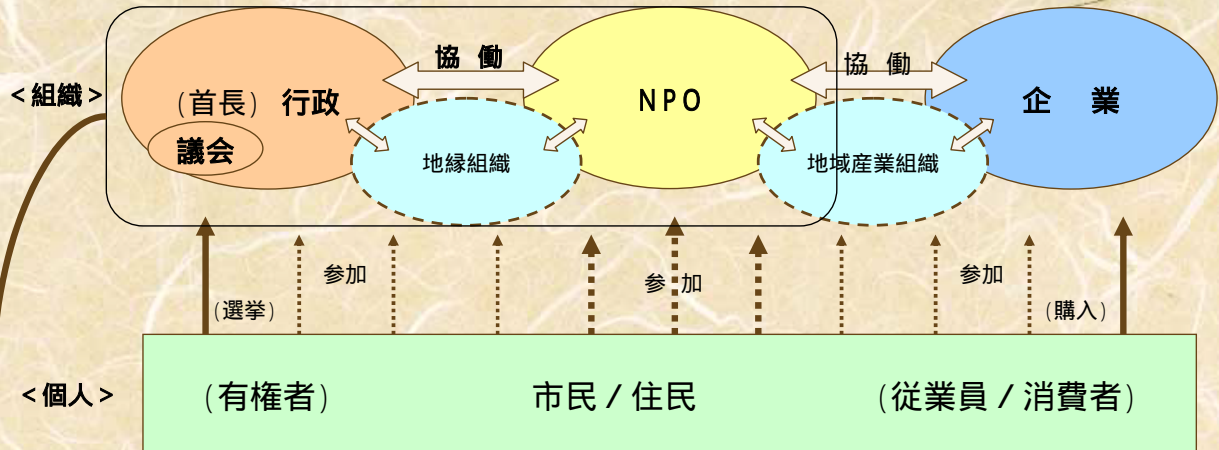 協 働
協 働
<組織>
(首長) 行政
NPO
企 業
議会
地縁組織
地域産業組織
参加
参 加
参加
(選挙)
(購入)
<個人>
(有権者)
市民 / 住民
(従業員 / 消費者)